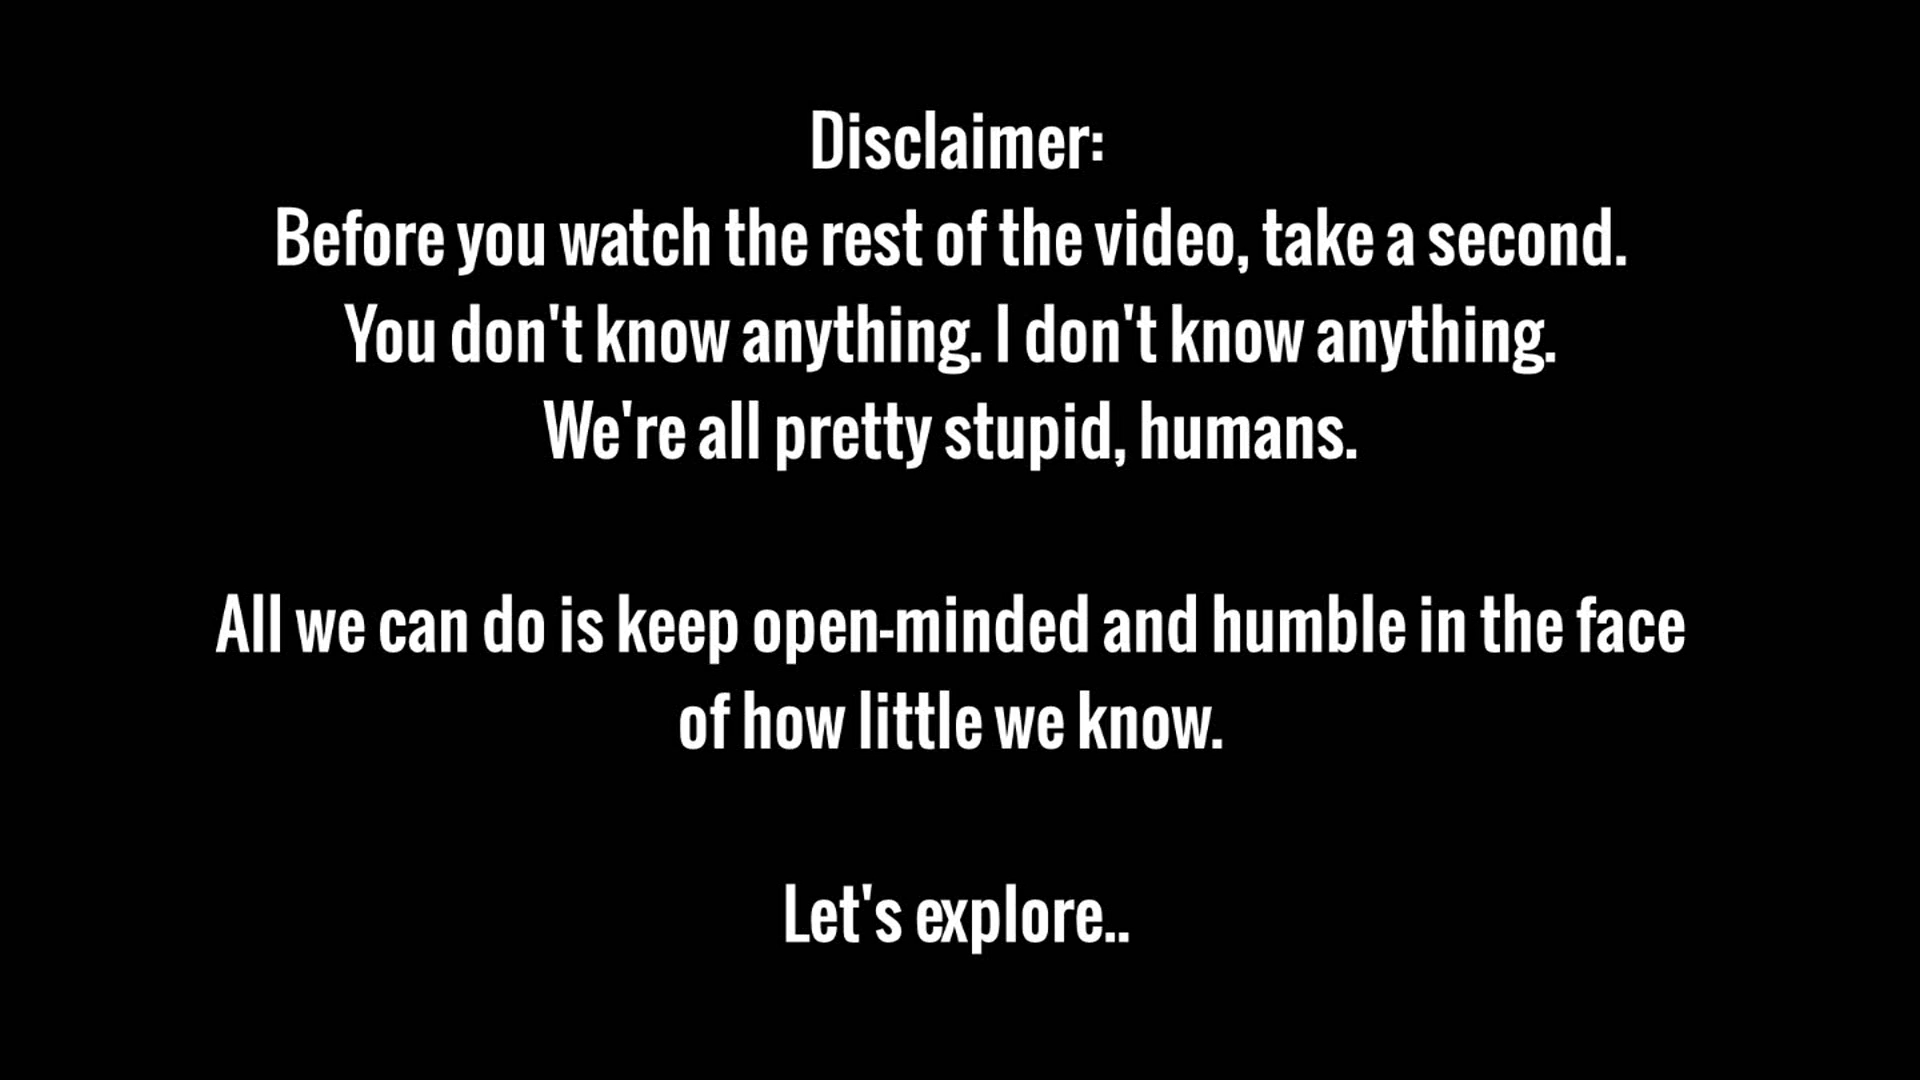 Disclaimer:
Before you watch the rest of the video, take a second.
You don't know anything. I don't know anything.
We're all pretty stupid, humans.
All we can do is keep open-minded and humble in the face
of how little we know.
Let's explore..